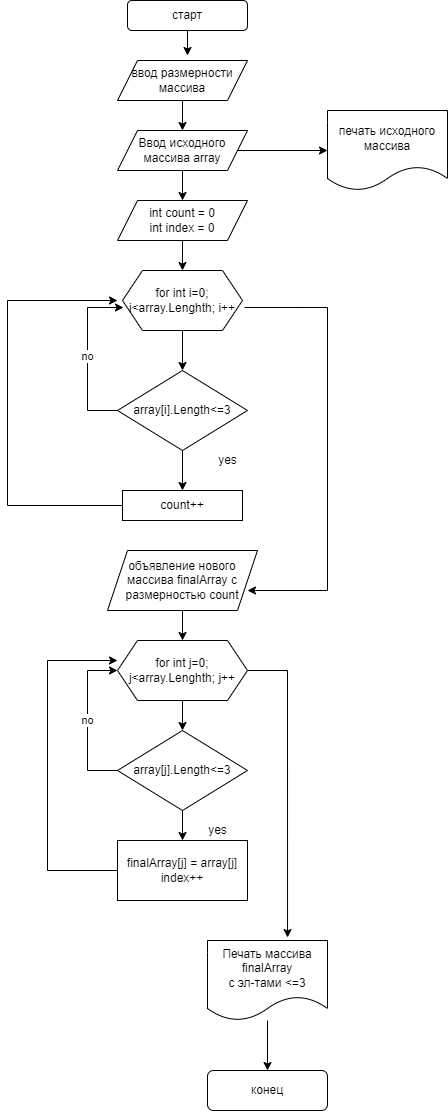 старт
ввод размерности
массива
Ввод исходного
массива array
печать исходного
массива
int count = 0
int index = 0
for int i=0;
i<array.Lenghth; i++
no
array[i].Length<=3
yes
count++
объявление нового
массива finalArray с
размерностью count
for int j=0;
j<array.Lenghth; j++
no
array[j].Length<=3
yes
finalArray[j] = array[j]
index++
Печать массива
finalArray
с эл-тами <=3
конец